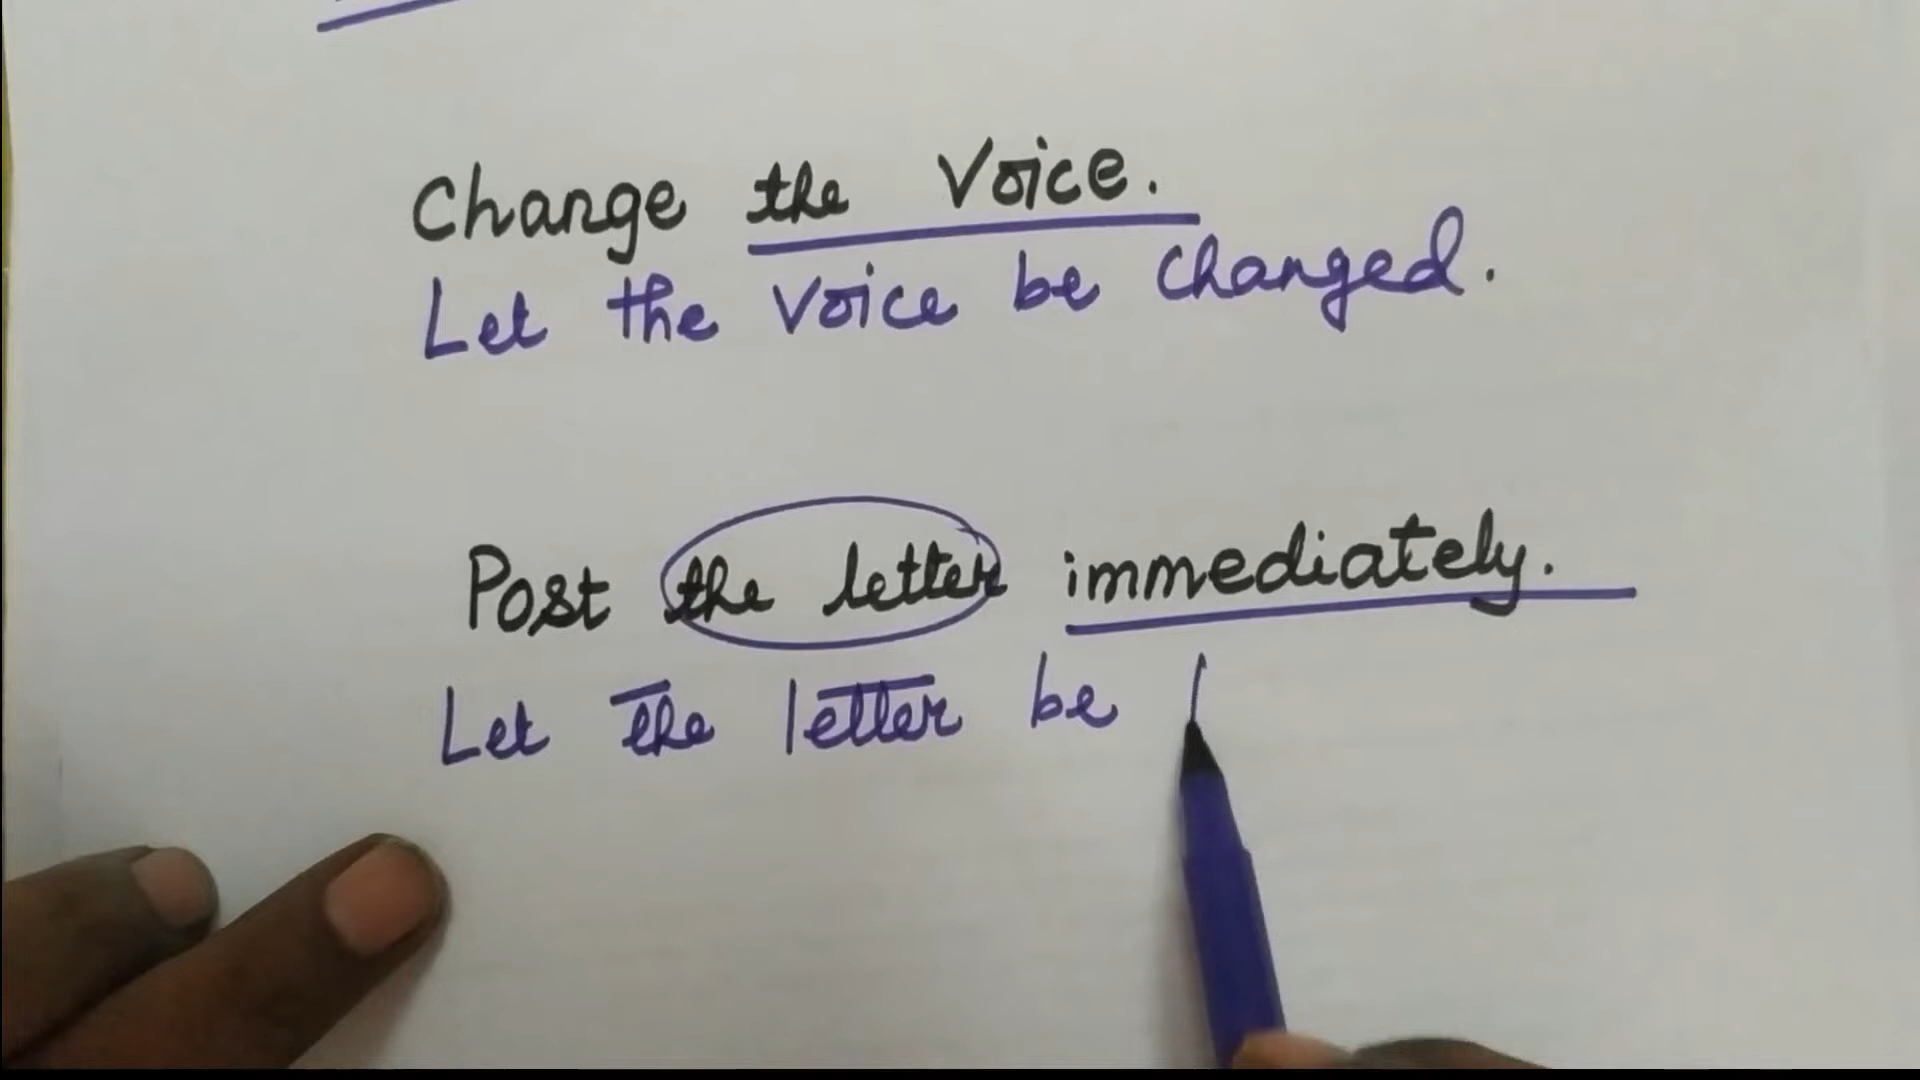 Change the Voice.
Let the voice be changed.
Post the letter immediately.
Let the letter be